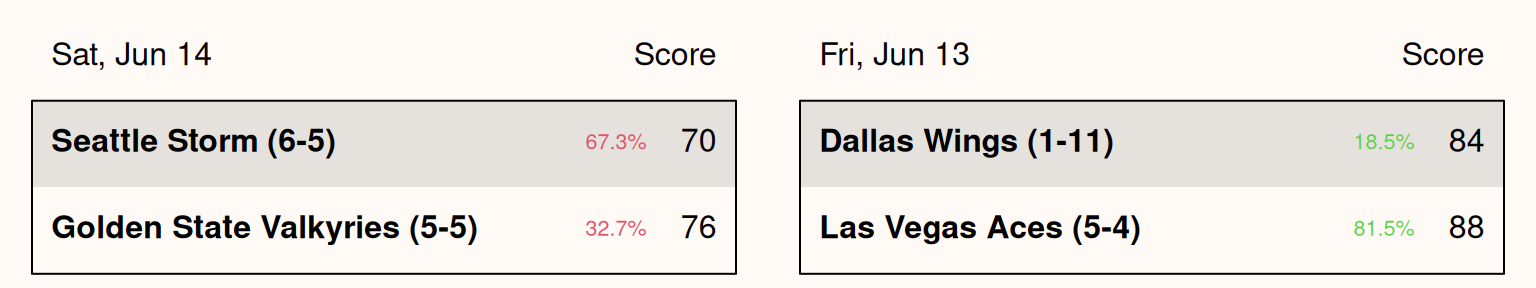 Sat, Jun 14 Score
Seattle Storm (6-5) 67.3% 70
Golden State Valkyries (5-5) 32.7% 76
Fri, Jun 13 Score
Dallas Wings (1-11) 18.5% 84
Las Vegas Aces (5-4) 81.5% 88